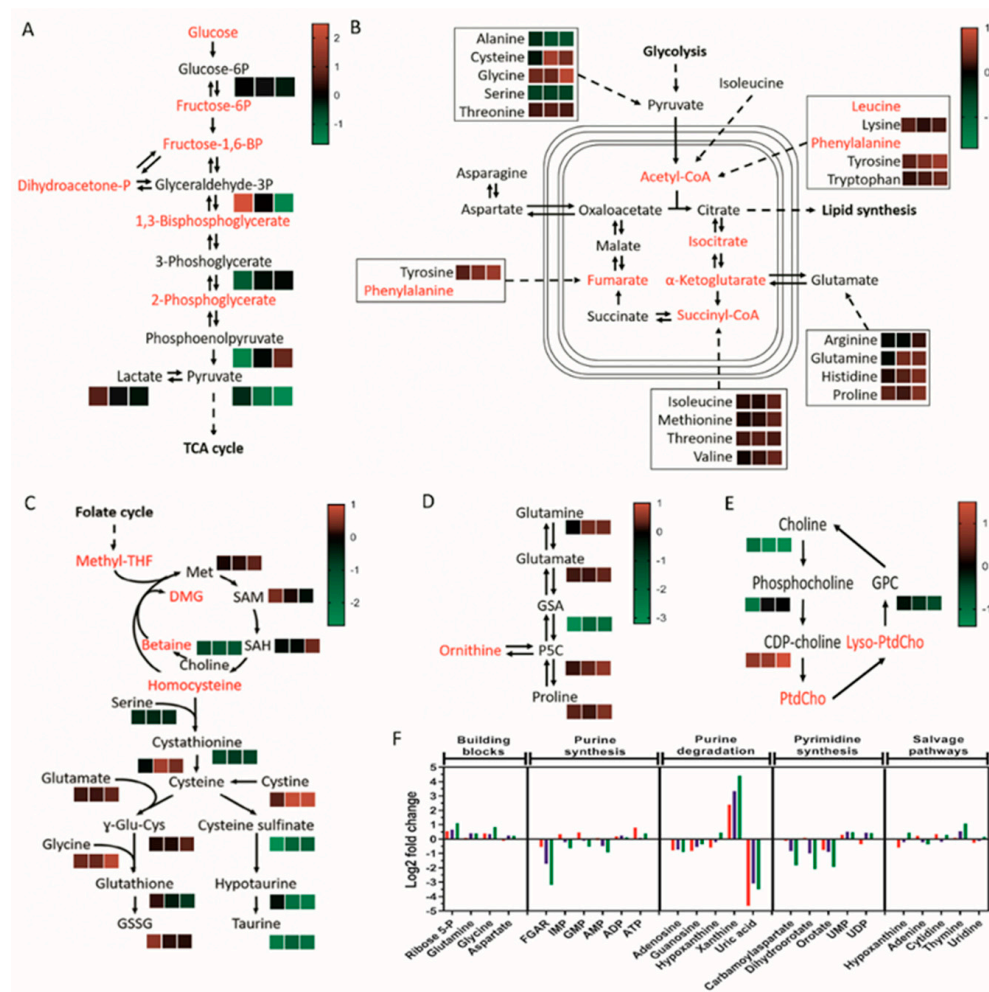 A
Glucose
Glucose-6P
Fructose-6P
Fructose-1,6-BP
Dihydroacetone-P
Glyceraldehyde-3P
1,3-Bisphosphoglycerate
3-Phoshoglycerate
2-Phosphoglycerate
Phosphoenolpyruvate
Lactate
Pyruvate
TCA cycle
2
1
0
-1
B
Alanine
Cysteine
Glycine
Serine
Threonine
Glycolysis
Pyruvate
Isoleucine
Leucine
Lysine
Phenylalanine
Tyrosine
Tryptophan
1
0
-1
Asparagine
Aspartate
Acetyl-CoA
Oxaloacetate
Citrate
Lipid synthesis
Malate
Isocitrate
Tyrosine
Phenylalanine
Fumarate
α-Ketoglutarate
Glutamate
Succinate
Succinyl-CoA
Arginine
Glutamine
Histidine
Proline
Isoleucine
Methionine
Threonine
Valine
C
Folate cycle
Methyl-THF
Met
DMG
SAM
Betaine
SAH
Choline
Homocysteine
Serine
Cystathionine
Glutamate
Cysteine
Cystine
γ-Glu-Cys
Cysteine sulfinate
Glycine
Glutathione
Hypotaurine
GSSG
Taurine
1
0
-1
-2
D
Glutamine
Glutamate
GSA
Ornithine
P5C
Proline
1
0
-1
-2
-3
E
Choline
Phosphocholine
GPC
CDP-choline
Lyso-PtdCho
PtdCho
1
0
-1
F
Building blocks
Purine synthesis
Purine degradation
Pyrimidine synthesis
Salvage pathways
Log2 fold change
5
4
3
2
1
0
-1
-2
-3
-4
-5
Ribose 5-P
Glutamine
Glycine
Aspartate
FGAR
IMP
GMP
AMP
ADP
ATP
Adenosine
Guanosine
Hypoxanthine
Xanthine
Uric acid
Carbamoylaspartate
Dihydroorotate
Orotate
UMP
UDP
Hypoxanthine
Adenine
Cytidine
Thymine
Uridine